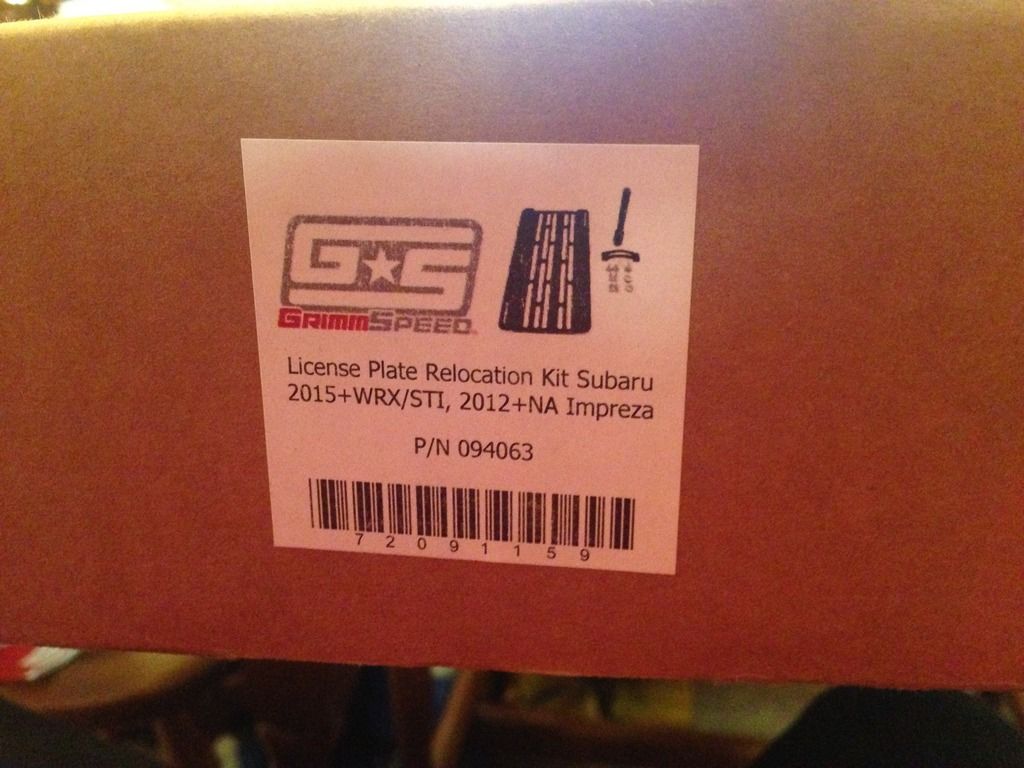 G★S
GRIMMSPEED
License Plate Relocation Kit Subaru
2015+WRX/STI, 2012+NA Impreza
P/N 094063
72091159